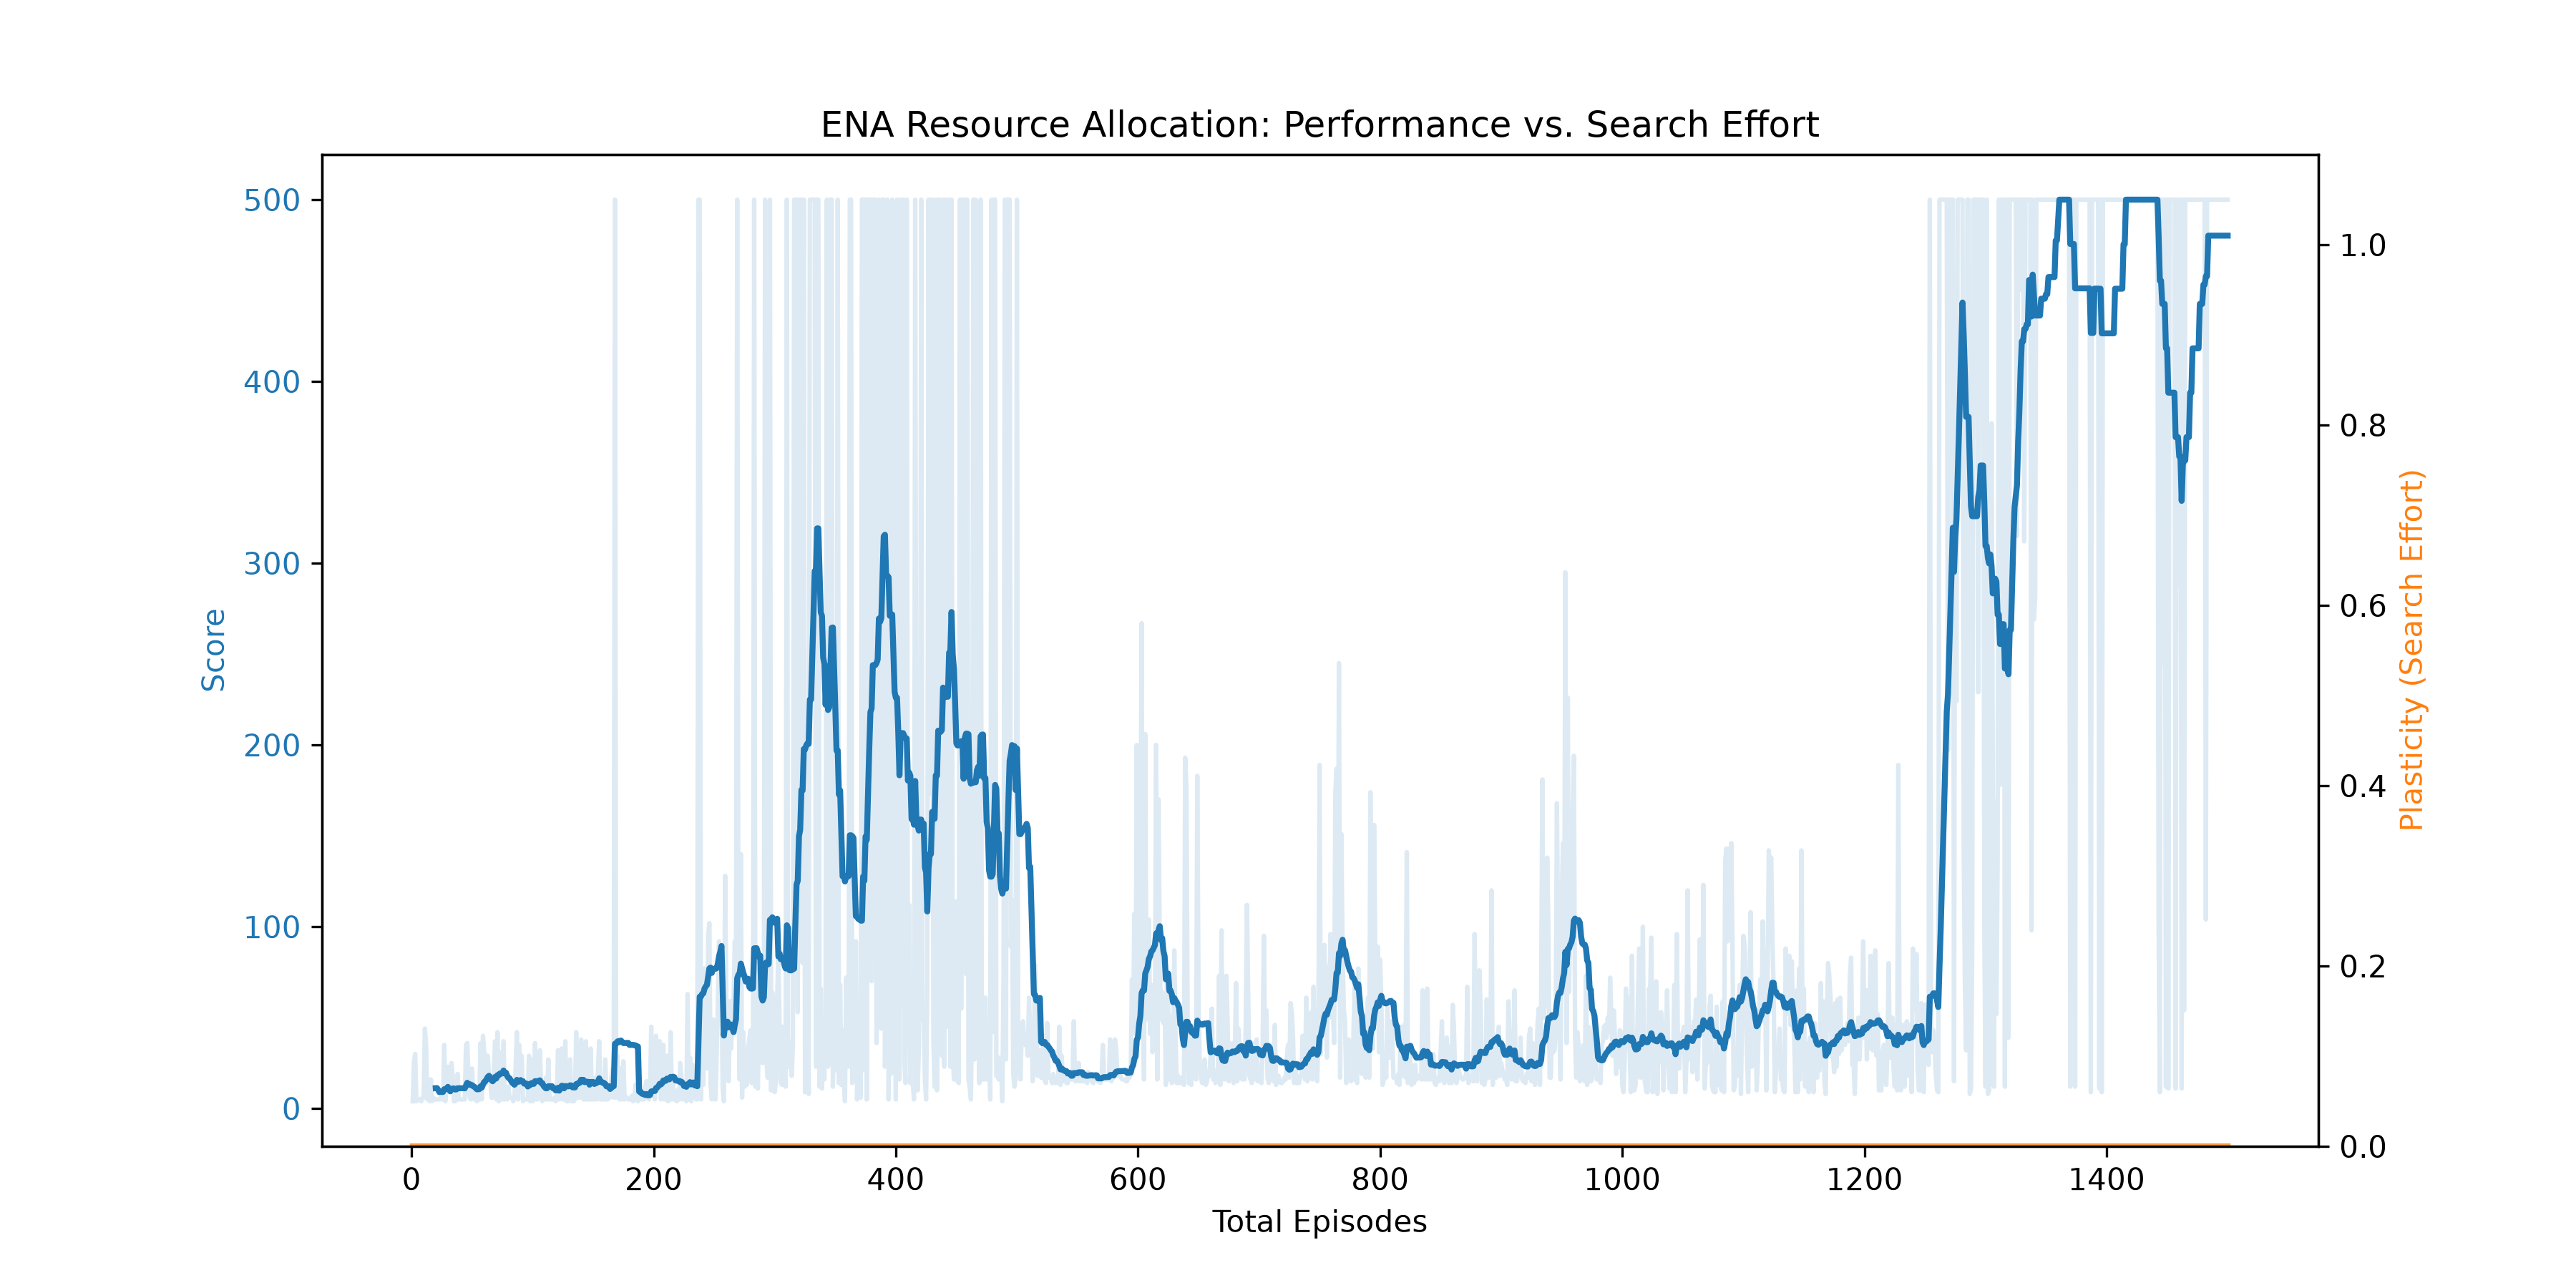 ENA Resource Allocation: Performance vs. Search Effort
500
400
300
200
100
0
Score
1.0
0.8
0.6
0.4
0.2
0.0
Plasticity (Search Effort)
0 200 400 600 800 1000 1200 1400
Total Episodes